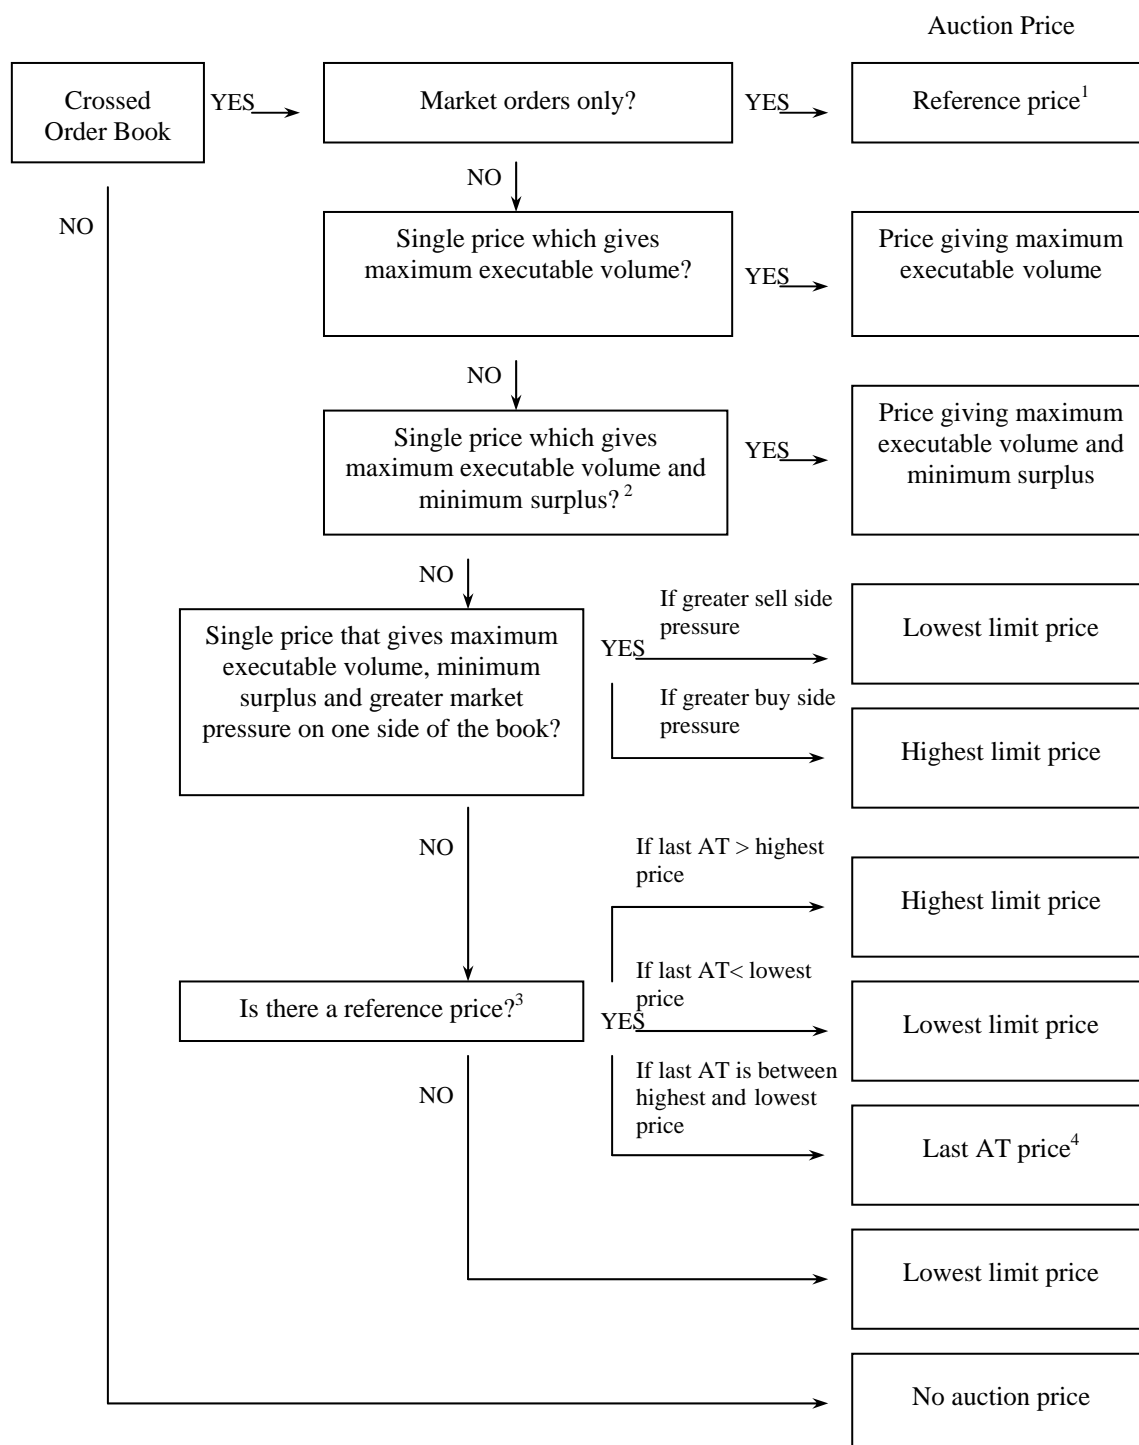 Auction Price
Crossed
Order Book
YES
Market orders only?
YES
Reference price1
NO
NO
Single price which gives
maximum executable volume?
YES
Price giving maximum
executable volume
NO
Single price which gives
maximum executable volume and
minimum surplus? 2
YES
Price giving maximum
executable volume and
minimum surplus
NO
Single price that gives maximum
executable volume, minimum
surplus and greater market
pressure on one side of the book?
YES
If greater sell side
pressure
Lowest limit price
If greater buy side
pressure
Highest limit price
NO
If last AT > highest
price
Highest limit price
Is there a reference price?3
YES
If last AT< lowest
price
Lowest limit price
NO
If last AT is between
highest and lowest
price
Last AT price4
Lowest limit price
No auction price